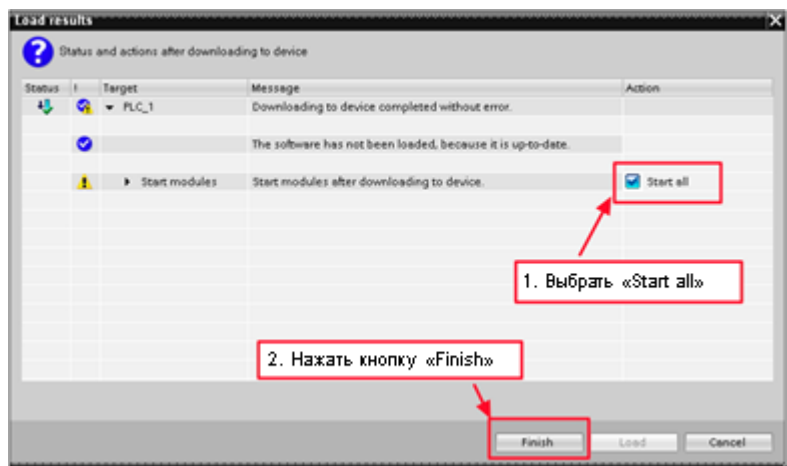 Load results
Status and actions after downloading to device
Status ! Target Message Action
PLC_1 Downloading to device completed without error.
The software has not been loaded, because it is up-to-date.
Start modules Start modules after downloading to device. Start all
1. Выбрать «Start all»
2. Нажать кнопку «Finish»
Finish Load Cancel